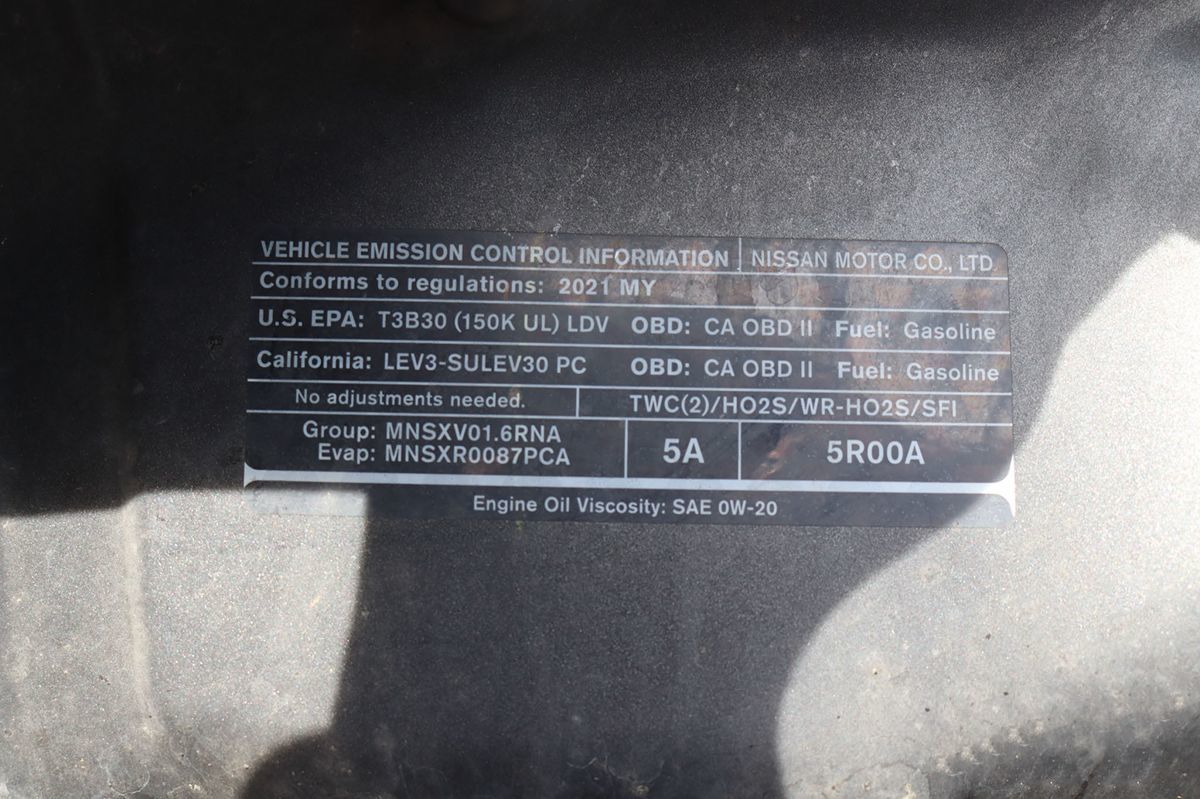 VEHICLE EMISSION CONTROL INFORMATION NISSAN MOTOR CO., LTD.
Conforms to regulations: 2021 MY
U.S. EPA: T3B30 (150K UL) LDV OBD: CA OBD II Fuel: Gasoline
California: LEV3-SULEV30 PC OBD: CA OBD II Fuel: Gasoline
No adjustments needed. TWC(2)/HO2S/WR-HO2S/SFI
Group: MNSXV01.6RNA
Evap: MNSXR0087PCA
5A 5R00A
Engine Oil Viscosity: SAE 0W-20